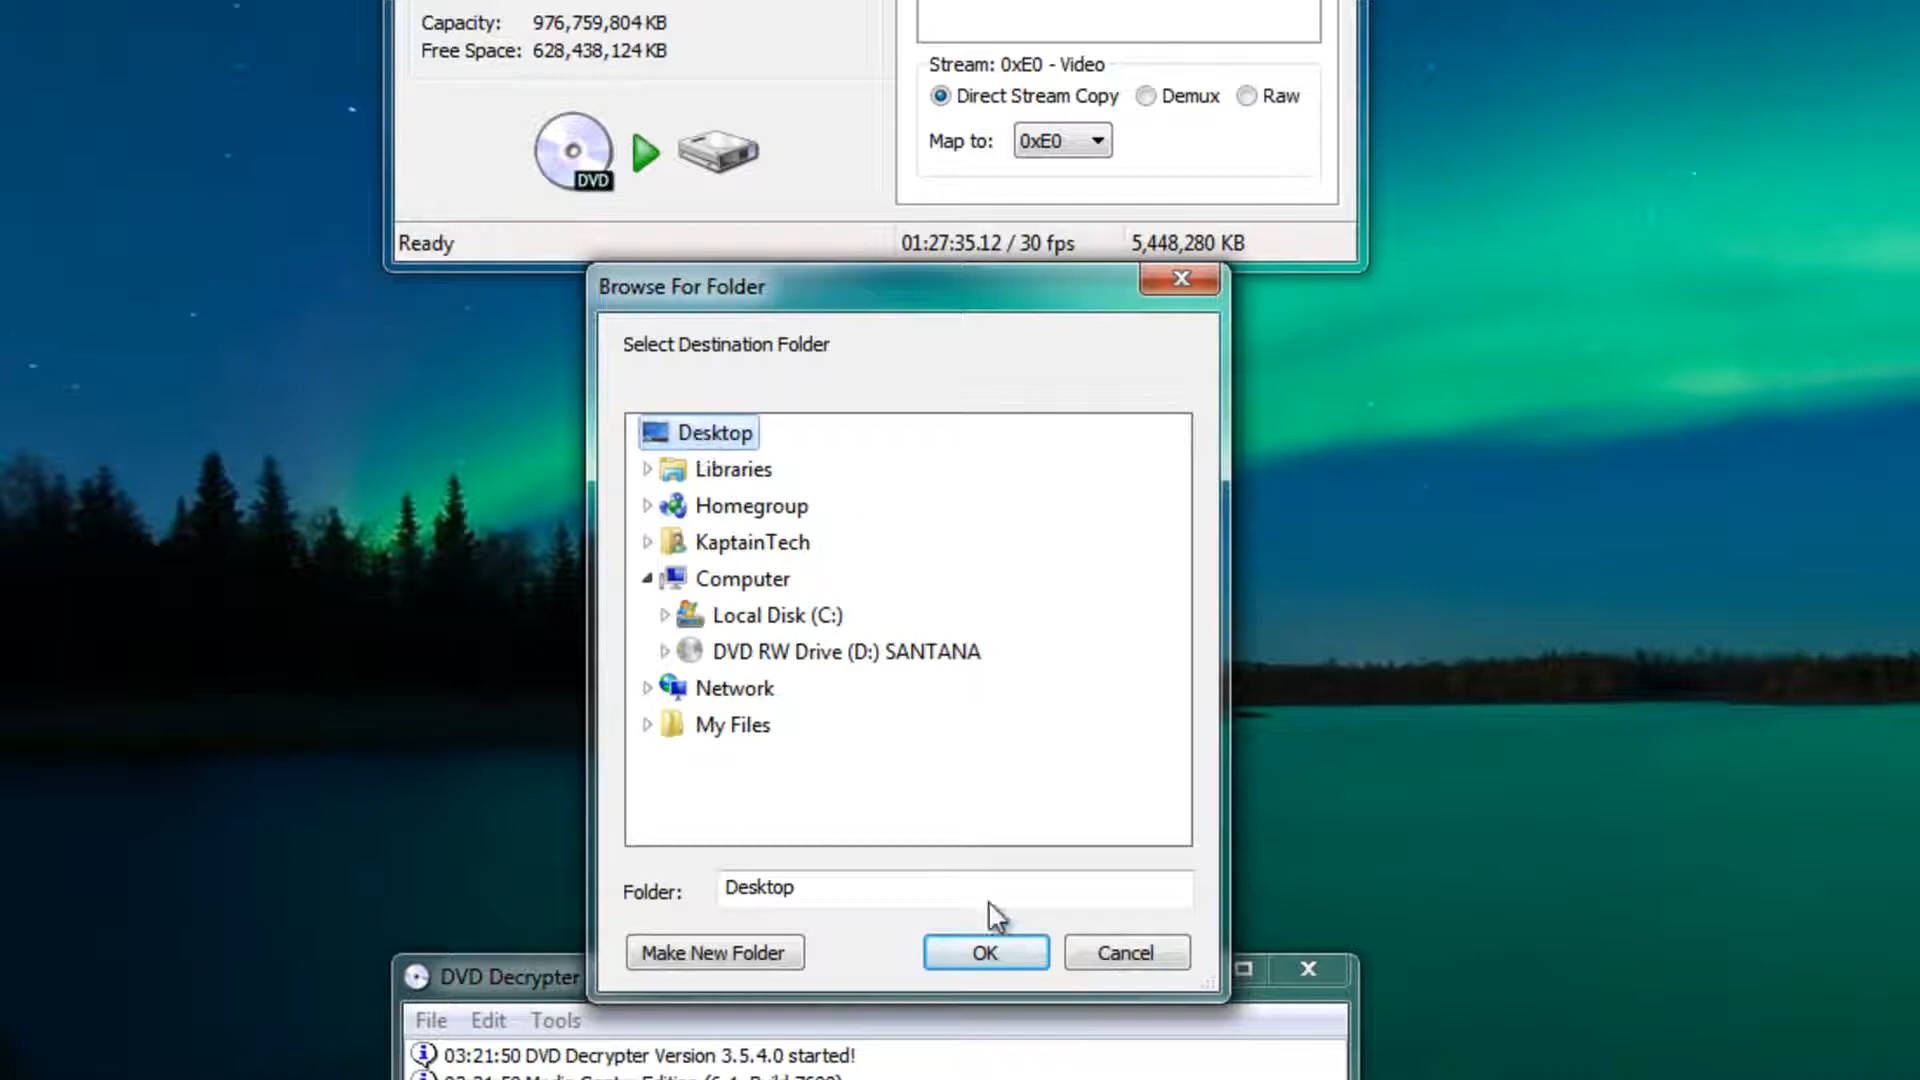 Capacity: 976,759,804 KB
Free Space: 628,438,124 KB
Stream: 0xE0 - Video
Direct Stream Copy Demux Raw
Map to: 0xE0
DVD
Ready 01:27:35.12 / 30 fps 5,448,280 KB
Browse For Folder
Select Destination Folder
Desktop
Libraries
Homegroup
KaptainTech
Computer
Local Disk (C:)
DVD RW Drive (D:) SANTANA
Network
My Files
Folder: Desktop
Make New Folder OK Cancel
DVD Decrypter
File Edit Tools
03:21:50 DVD Decrypter Version 3.5.4.0 started!